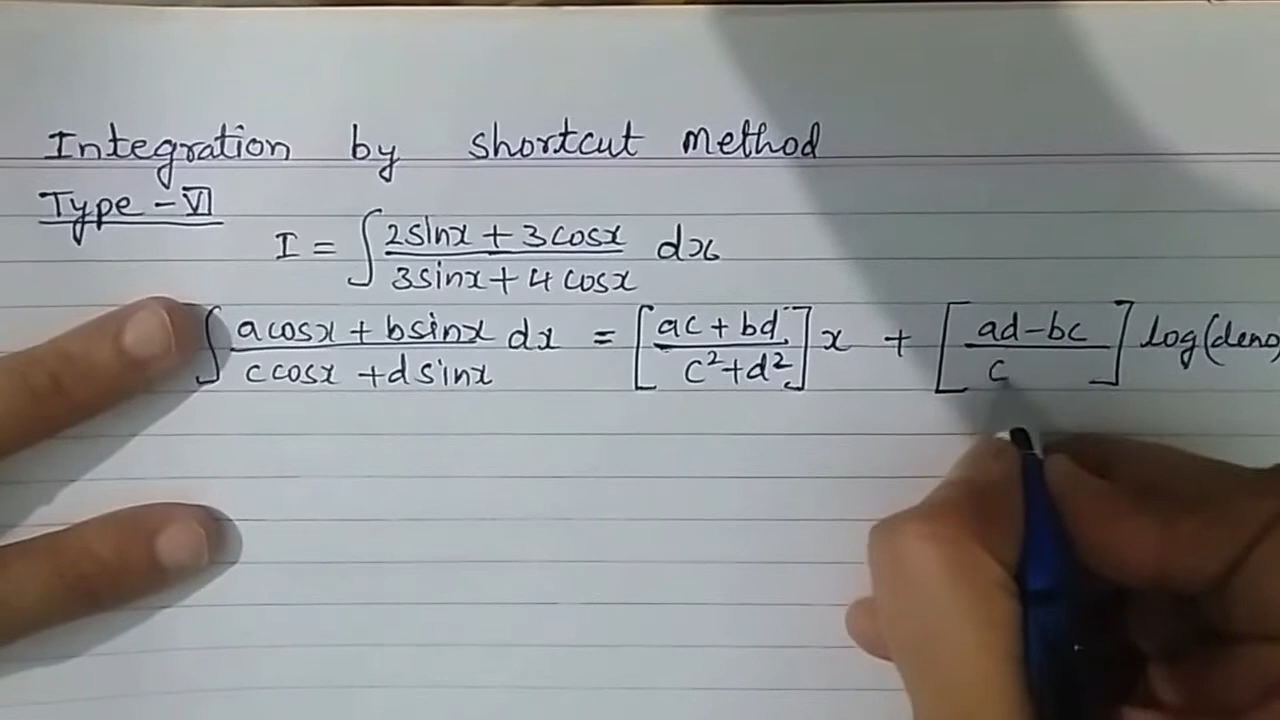 Integration by shortcut method
Type - VI
I = ∫ (2sinx + 3cosx)/(3sinx + 4cosx) dx
∫ (acosx + bsinx)/(ccosx + dsinx) dx = [(ac + bd)/(c² + d²)] x + [(ad - bc)/(c] log(deno